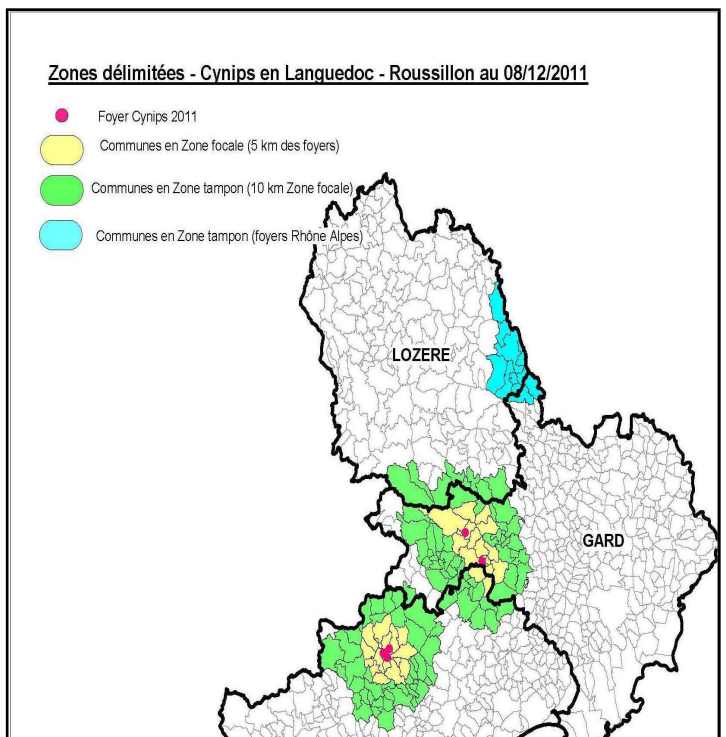 Zones délimitées - Cynips en Languedoc - Roussillon au 08/12/2011
Foyer Cynips 2011
Communes en Zone focale (5 km des foyers)
Communes en Zone tampon (10 km Zone focale)
Communes en Zone tampon (foyers Rhône Alpes)
LOZERE
GARD